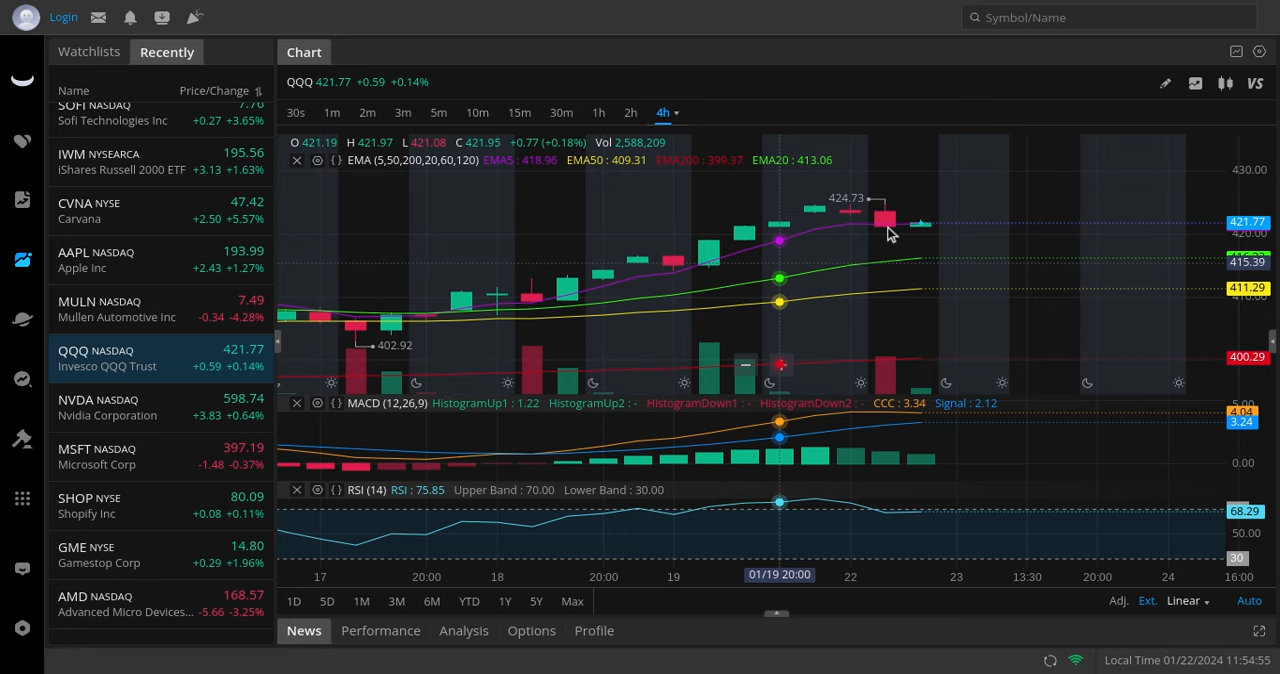 Login
Symbol/Name
Watchlists Recently
Chart
Name Price/Change
QQQ 421.77 +0.59 +0.14%
SOFI NASDAQ 7.76
Sofi Technologies Inc +0.27 +3.65%
IWM NYSEARCA 195.56
iShares Russell 2000 ETF +3.13 +1.63%
CVNA NYSE 47.42
Carvana +2.50 +5.57%
AAPL NASDAQ 193.99
Apple Inc +2.43 +1.27%
MULN NASDAQ 7.49
Mullen Automotive Inc -0.34 -4.28%
QQQ NASDAQ 421.77
Invesco QQQ Trust +0.59 +0.14%
NVDA NASDAQ 598.74
Nvidia Corporation +3.83 +0.64%
MSFT NASDAQ 397.19
Microsoft Corp -1.48 -0.37%
SHOP NYSE 80.09
Shopify Inc +0.08 +0.11%
GME NYSE 14.80
Gamestop Corp +0.29 +1.96%
AMD NASDAQ 168.57
Advanced Micro Devices... -5.66 -3.25%
30s 1m 2m 3m 5m 10m 15m 30m 1h 2h 4h
VS
O 421.19 H 421.97 L 421.08 C 421.95 +0.77 (+0.18%) Vol 2,588,209
{} EMA (5,50,200,20,60,120) EMA5 : 418.96 EMA50 : 409.31 EMA200 : 399.37 EMA20 : 413.06
430.00
424.73
421.77
420.00
415.39
411.29
410.00
402.92
400.29
{} MACD (12,26,9) HistogramUp1 : 1.22 HistogramUp2 : - HistogramDown1 : - HistogramDown2 : - CCC : 3.34 Signal : 2.12
5.00
4.04
3.24
0.00
{} RSI (14) RSI : 75.85 Upper Band : 70.00 Lower Band : 30.00
68.29
50.00
30
17 20:00 18 20:00 19 01/19 20:00 22 23 13:30 20:00 24 16:00
1D 5D 1M 3M 6M YTD 1Y 5Y Max
Adj. Ext. Linear Auto
News Performance Analysis Options Profile
Local Time 01/22/2024 11:54:55